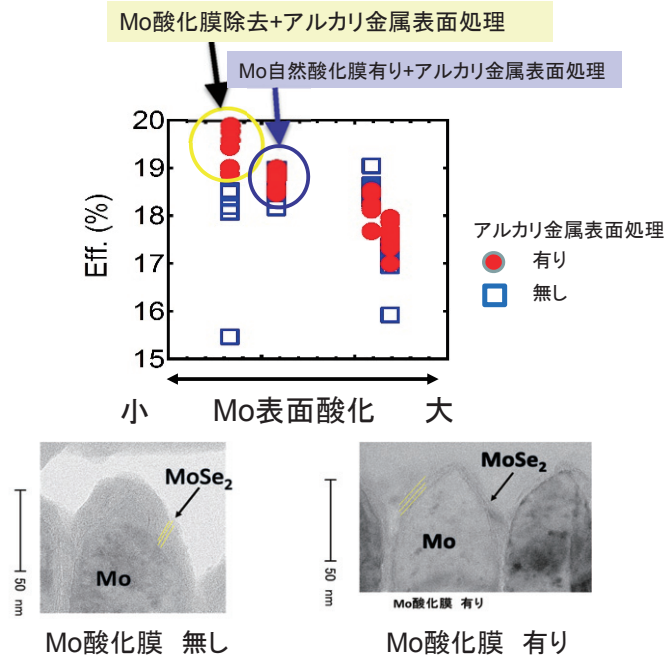 Mo酸化膜除去+アルカリ金属表面処理
Mo自然酸化膜有り+アルカリ金属表面処理
20
19
18
17
16
15
Eff. (%)
アルカリ金属表面処理
有り
無し
小 Mo表面酸化 大
MoSe2
Mo
50 nm
MoSe2
Mo
50 nm
Mo酸化膜 有り
Mo酸化膜 無し
Mo酸化膜 有り